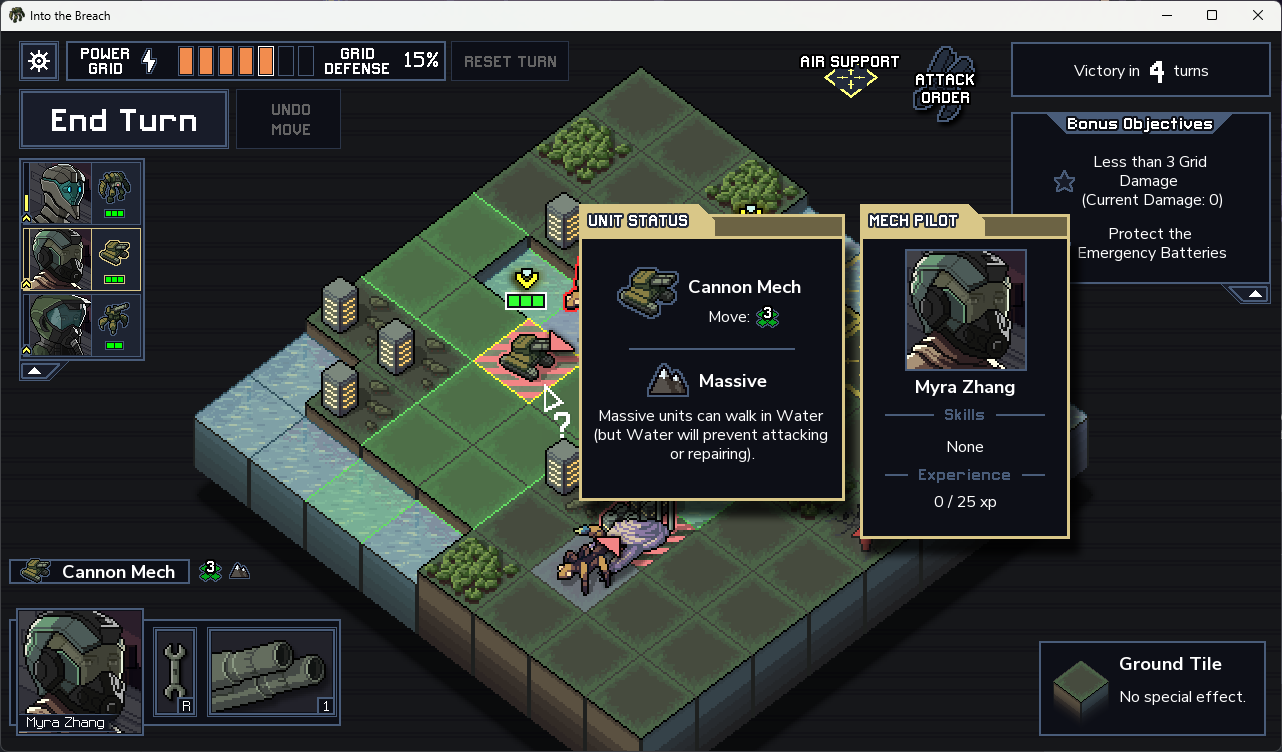 Into the Breach
POWER
GRID
GRID
DEFENSE
15%
RESET TURN
AIR SUPPORT
ATTACK
ORDER
Victory in 4 turns
End Turn
UNDO
MOVE
Bonus Objectives
Less than 3 Grid
Damage
(Current Damage: 0)
Protect the
Emergency Batteries
UNIT STATUS
Cannon Mech
Move: 3
Massive
Massive units can walk in Water
(but Water will prevent attacking
or repairing).
MECH PILOT
Myra Zhang
Skills
None
Experience
0 / 25 xp
?
Cannon Mech
3
Myra Zhang
R
1
Ground Tile
No special effect.